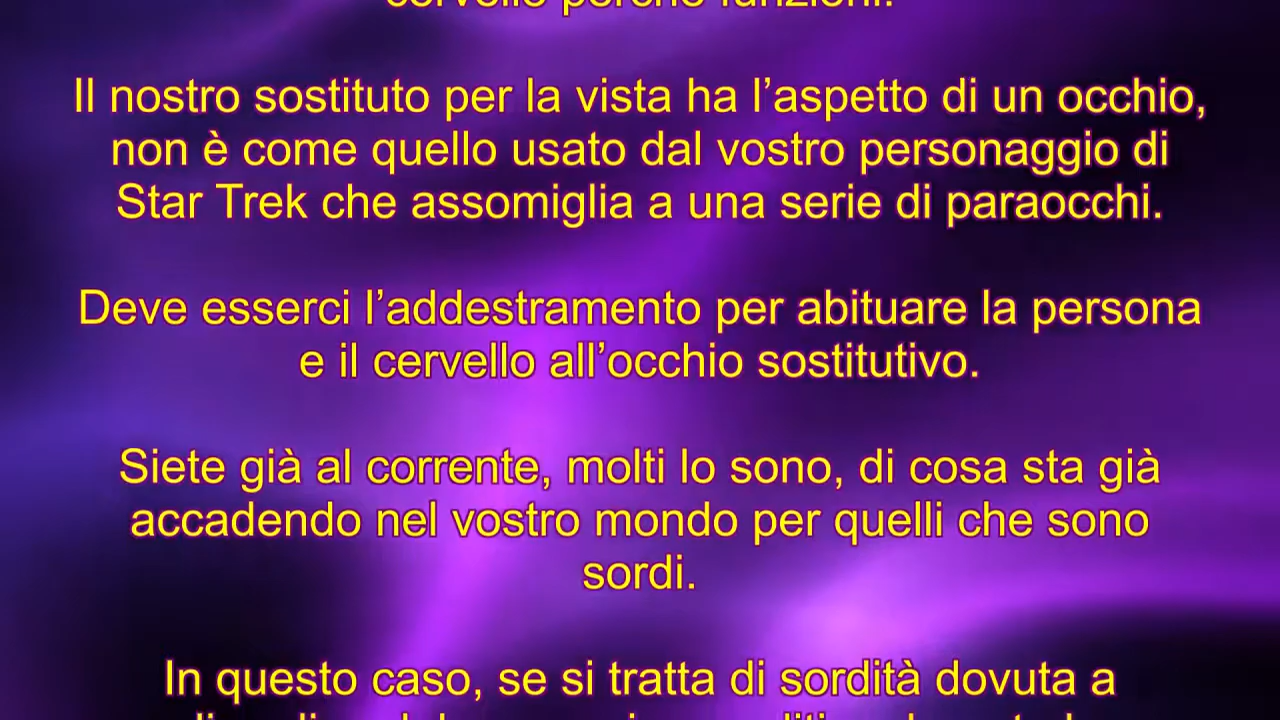 cervello perché funzioni.
Il nostro sostituto per la vista ha l’aspetto di un occhio,
non è come quello usato dal vostro personaggio di
Star Trek che assomiglia a una serie di paraocchi.
Deve esserci l’addestramento per abituare la persona
e il cervello all’occhio sostitutivo.
Siete già al corrente, molti lo sono, di cosa sta già
accadendo nel vostro mondo per quelli che sono
sordi.
In questo caso, se si tratta di sordità dovuta a